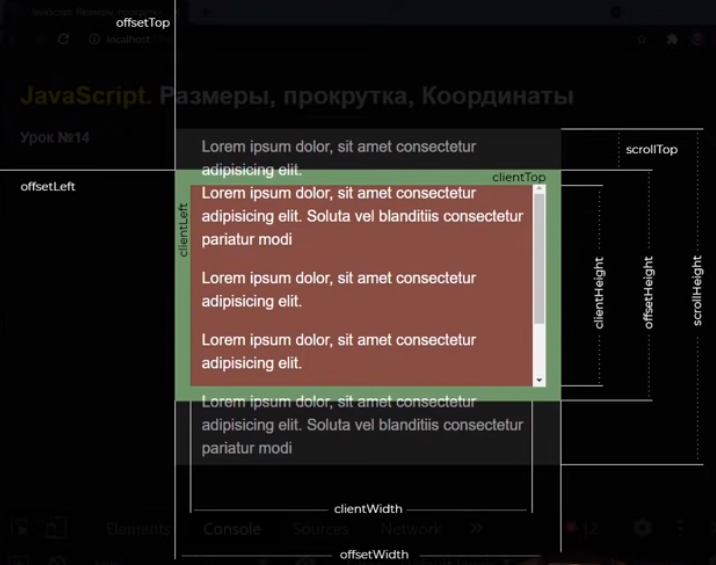 offsetTop
localhost
JavaScript. Размеры, прокрутка, Координаты
Урок №14
Lorem ipsum dolor, sit amet consectetur
adipisicing elit.
scrollTop
clientTop
offsetLeft
clientLeft
Lorem ipsum dolor, sit amet consectetur
adipisicing elit. Soluta vel blanditiis consectetur
pariatur modi
Lorem ipsum dolor, sit amet consectetur
adipisicing elit.
Lorem ipsum dolor, sit amet consectetur
adipisicing elit.
clientHeight
offsetHeight
scrollHeight
Lorem ipsum dolor, sit amet consectetur
adipisicing elit. Soluta vel blanditiis consectetur
pariatur modi
clientWidth
Elements Console Sources Network » 12
offsetWidth